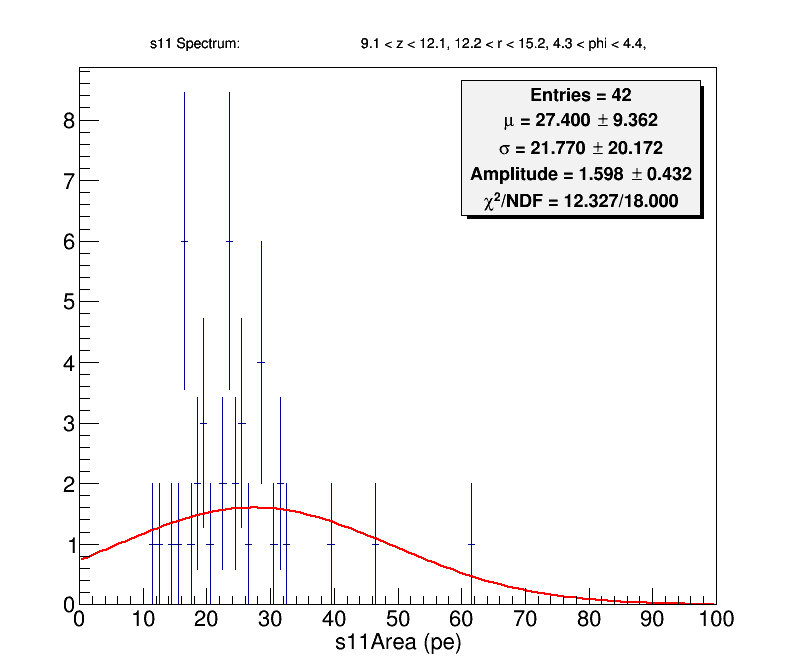 s11 Spectrum: 9.1 < z < 12.1, 12.2 < r < 15.2, 4.3 < phi < 4.4,
Entries = 42
μ = 27.400 ± 9.362
σ = 21.770 ± 20.172
Amplitude = 1.598 ± 0.432
χ²/NDF = 12.327/18.000
8
7
6
5
4
3
2
1
0
0 10 20 30 40 50 60 70 80 90 100
s11Area (pe)